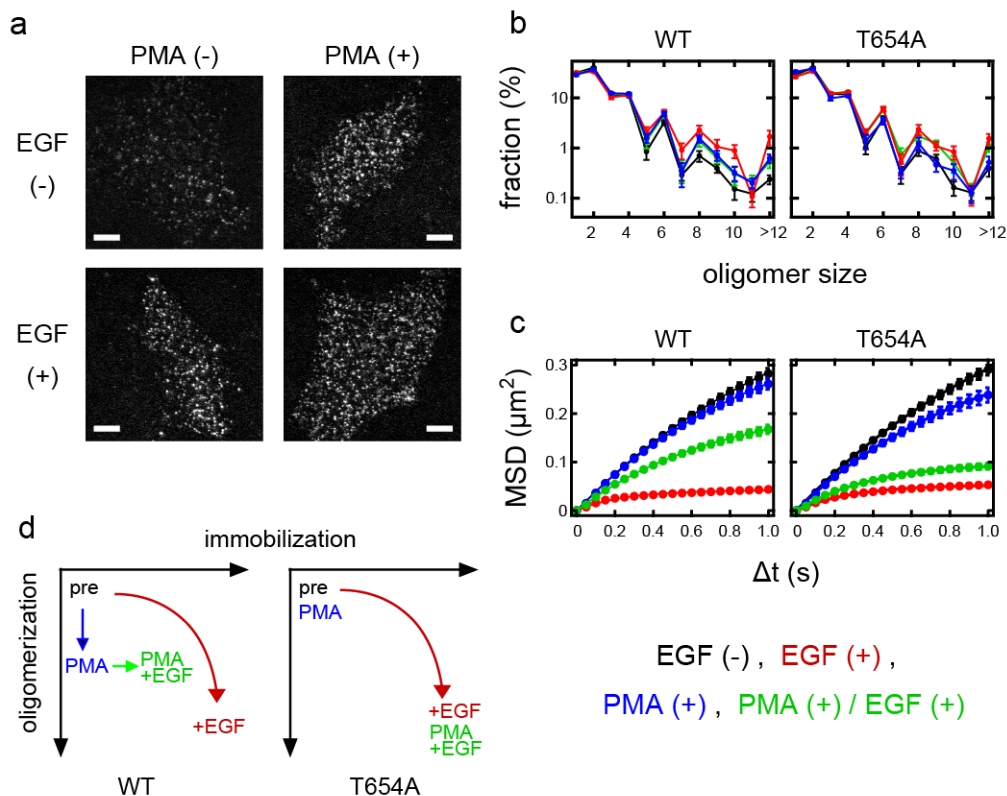 a
PMA (-)
PMA (+)
EGF
(-)
EGF
(+)
b
WT
T654A
fraction (%)
10
1
0.1
2
4
6
8
10
>12
2
4
6
8
10
>12
oligomer size
c
WT
T654A
MSD (μm²)
0.3
0.2
0.1
0
0
0.2
0.4
0.6
0.8
1.0
0
0.2
0.4
0.6
0.8
1.0
Δt (s)
d
immobilization
oligomerization
pre
PMA
PMA
+EGF
+EGF
WT
pre
PMA
+EGF
PMA
+EGF
T654A
EGF (-) , EGF (+) ,
PMA (+) , PMA (+) / EGF (+)